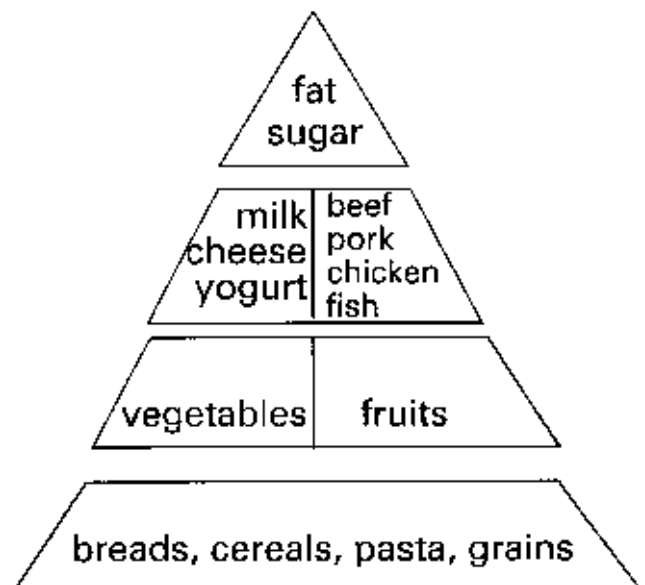 fat
sugar
milk
cheese
yogurt
beef
pork
chicken
fish
vegetables
fruits
breads, cereals, pasta, grains